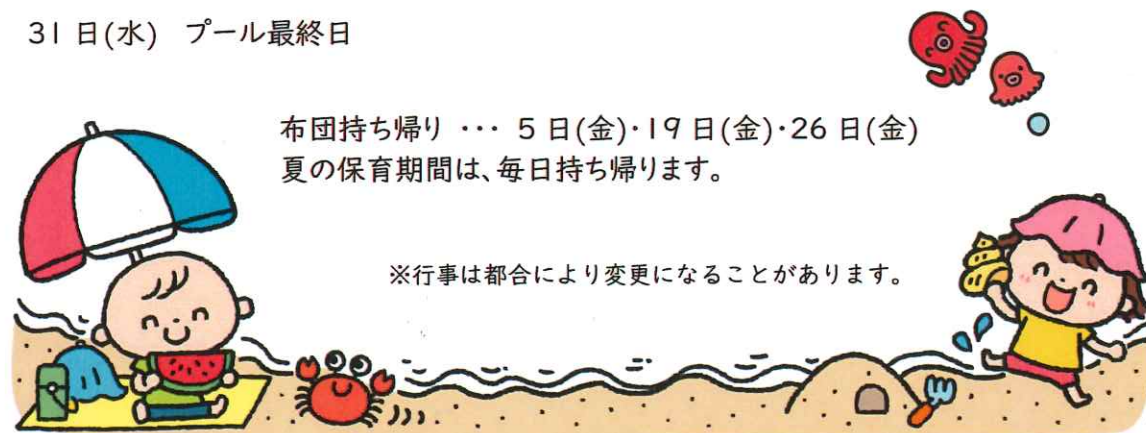 31日(水)　プール最終日
布団持ち帰り … 5日(金)・19日(金)・26日(金)
夏の保育期間は、毎日持ち帰ります。
※行事は都合により変更になることがあります。